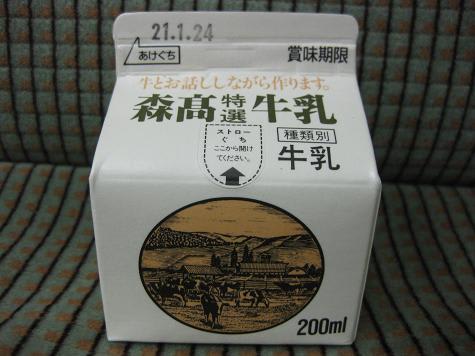 21.1.24
あけぐち
賞味期限
牛とお話ししながら作ります。
森高特選牛乳
ストロー
ぐち
ここから開け
てください。
種類別
牛乳
200ml